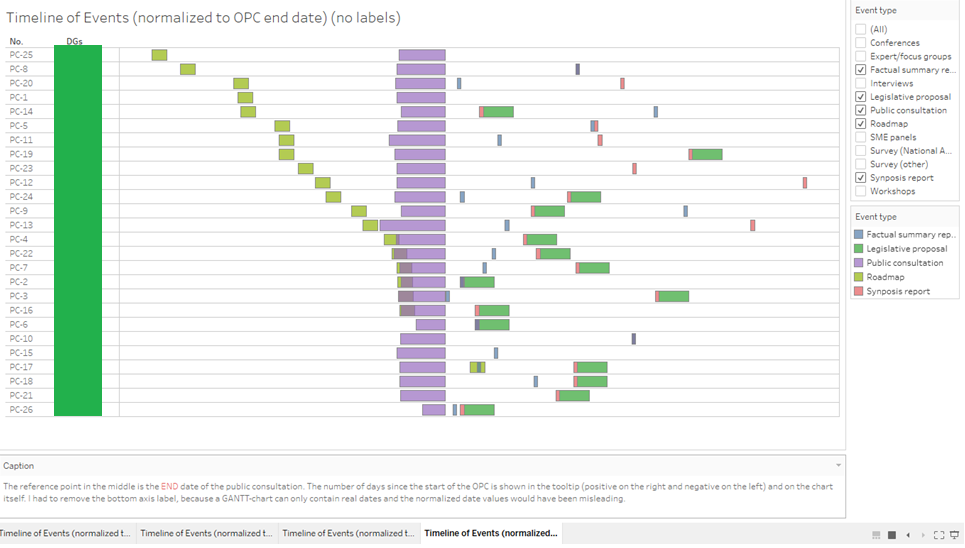 Timeline of Events (normalized to OPC end date) (no labels)
No. DGs
PC-25
PC-8
PC-20
PC-1
PC-14
PC-5
PC-11
PC-19
PC-23
PC-12
PC-24
PC-9
PC-13
PC-4
PC-22
PC-7
PC-2
PC-3
PC-16
PC-6
PC-10
PC-15
PC-17
PC-18
PC-21
PC-26
Event type
(All)
Conferences
Expert/focus groups
Factual summary re...
Interviews
Legislative proposal
Public consultation
Roadmap
SME panels
Survey (National A...
Survey (other)
Synposis report
Workshops
Event type
Factual summary rep..
Legislative proposal
Public consultation
Roadmap
Synposis report
Caption
The reference point in the middle is the END date of the public consultation. The number of days since the start of the OPC is shown in the tooltip (positive on the right and negative on the left) and on the chart
itself. I had to remove the bottom axis label, because a GANTT-chart can only contain real dates and the normalized date values would have been misleading.
Timeline of Events (normalized t... Timeline of Events (normalized t... Timeline of Events (normalized t... Timeline of Events (normalized...